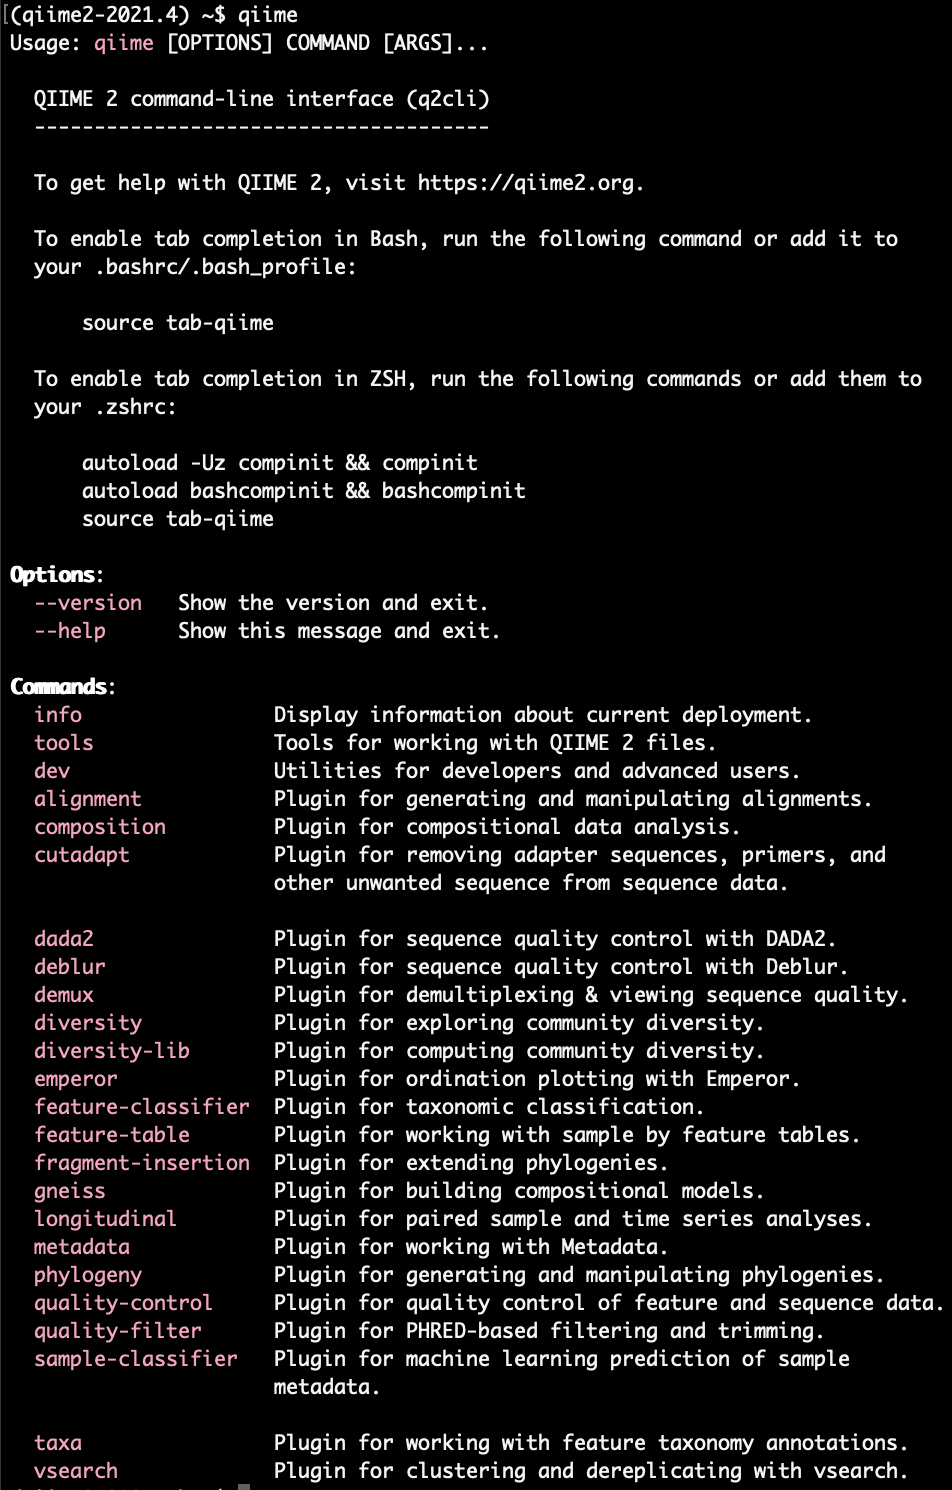 (qiime2-2021.4) ~$ qiime
Usage: qiime [OPTIONS] COMMAND [ARGS]...
QIIME 2 command-line interface (q2cli)
--------------------------------------
To get help with QIIME 2, visit https://qiime2.org.
To enable tab completion in Bash, run the following command or add it to
your .bashrc/.bash_profile:
source tab-qiime
To enable tab completion in ZSH, run the following commands or add them to
your .zshrc:
autoload -Uz compinit && compinit
autoload bashcompinit && bashcompinit
source tab-qiime
Options:
--version   Show the version and exit.
--help      Show this message and exit.
Commands:
info                Display information about current deployment.
tools               Tools for working with QIIME 2 files.
dev                 Utilities for developers and advanced users.
alignment           Plugin for generating and manipulating alignments.
composition         Plugin for compositional data analysis.
cutadapt            Plugin for removing adapter sequences, primers, and
other unwanted sequence from sequence data.
dada2               Plugin for sequence quality control with DADA2.
deblur              Plugin for sequence quality control with Deblur.
demux               Plugin for demultiplexing & viewing sequence quality.
diversity           Plugin for exploring community diversity.
diversity-lib       Plugin for computing community diversity.
emperor             Plugin for ordination plotting with Emperor.
feature-classifier  Plugin for taxonomic classification.
feature-table       Plugin for working with sample by feature tables.
fragment-insertion  Plugin for extending phylogenies.
gneiss              Plugin for building compositional models.
longitudinal        Plugin for paired sample and time series analyses.
metadata            Plugin for working with Metadata.
phylogeny           Plugin for generating and manipulating phylogenies.
quality-control     Plugin for quality control of feature and sequence data.
quality-filter      Plugin for PHRED-based filtering and trimming.
sample-classifier   Plugin for machine learning prediction of sample
metadata.
taxa                Plugin for working with feature taxonomy annotations.
vsearch             Plugin for clustering and dereplicating with vsearch.